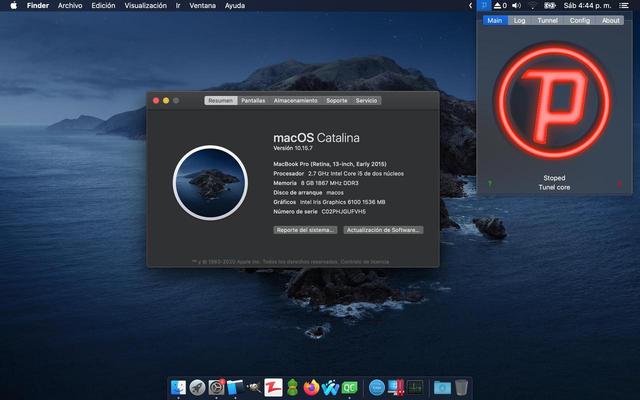 Finder Archivo Edición Visualización Ir Ventana Ayuda
0 Sáb 4:44 p. m.
Main Log Tunnel Config About
P
Stoped
Tunel core
? X
Resumen Pantallas Almacenamiento Soporte Servicio
macOS Catalina
Versión 10.15.7
MacBook Pro (Retina, 13-inch, Early 2015)
Procesador 2.7 GHz Intel Core i5 de dos núcleos
Memoria 8 GB 1867 MHz DDR3
Disco de arranque macos
Gráficos Intel Iris Graphics 6100 1536 MB
Número de serie C02PHJGUFVH5
Reporte del sistema... Actualización de Software...
™ y © 1983-2020 Apple Inc. Todos los derechos reservados. Contrato de licencia
QC